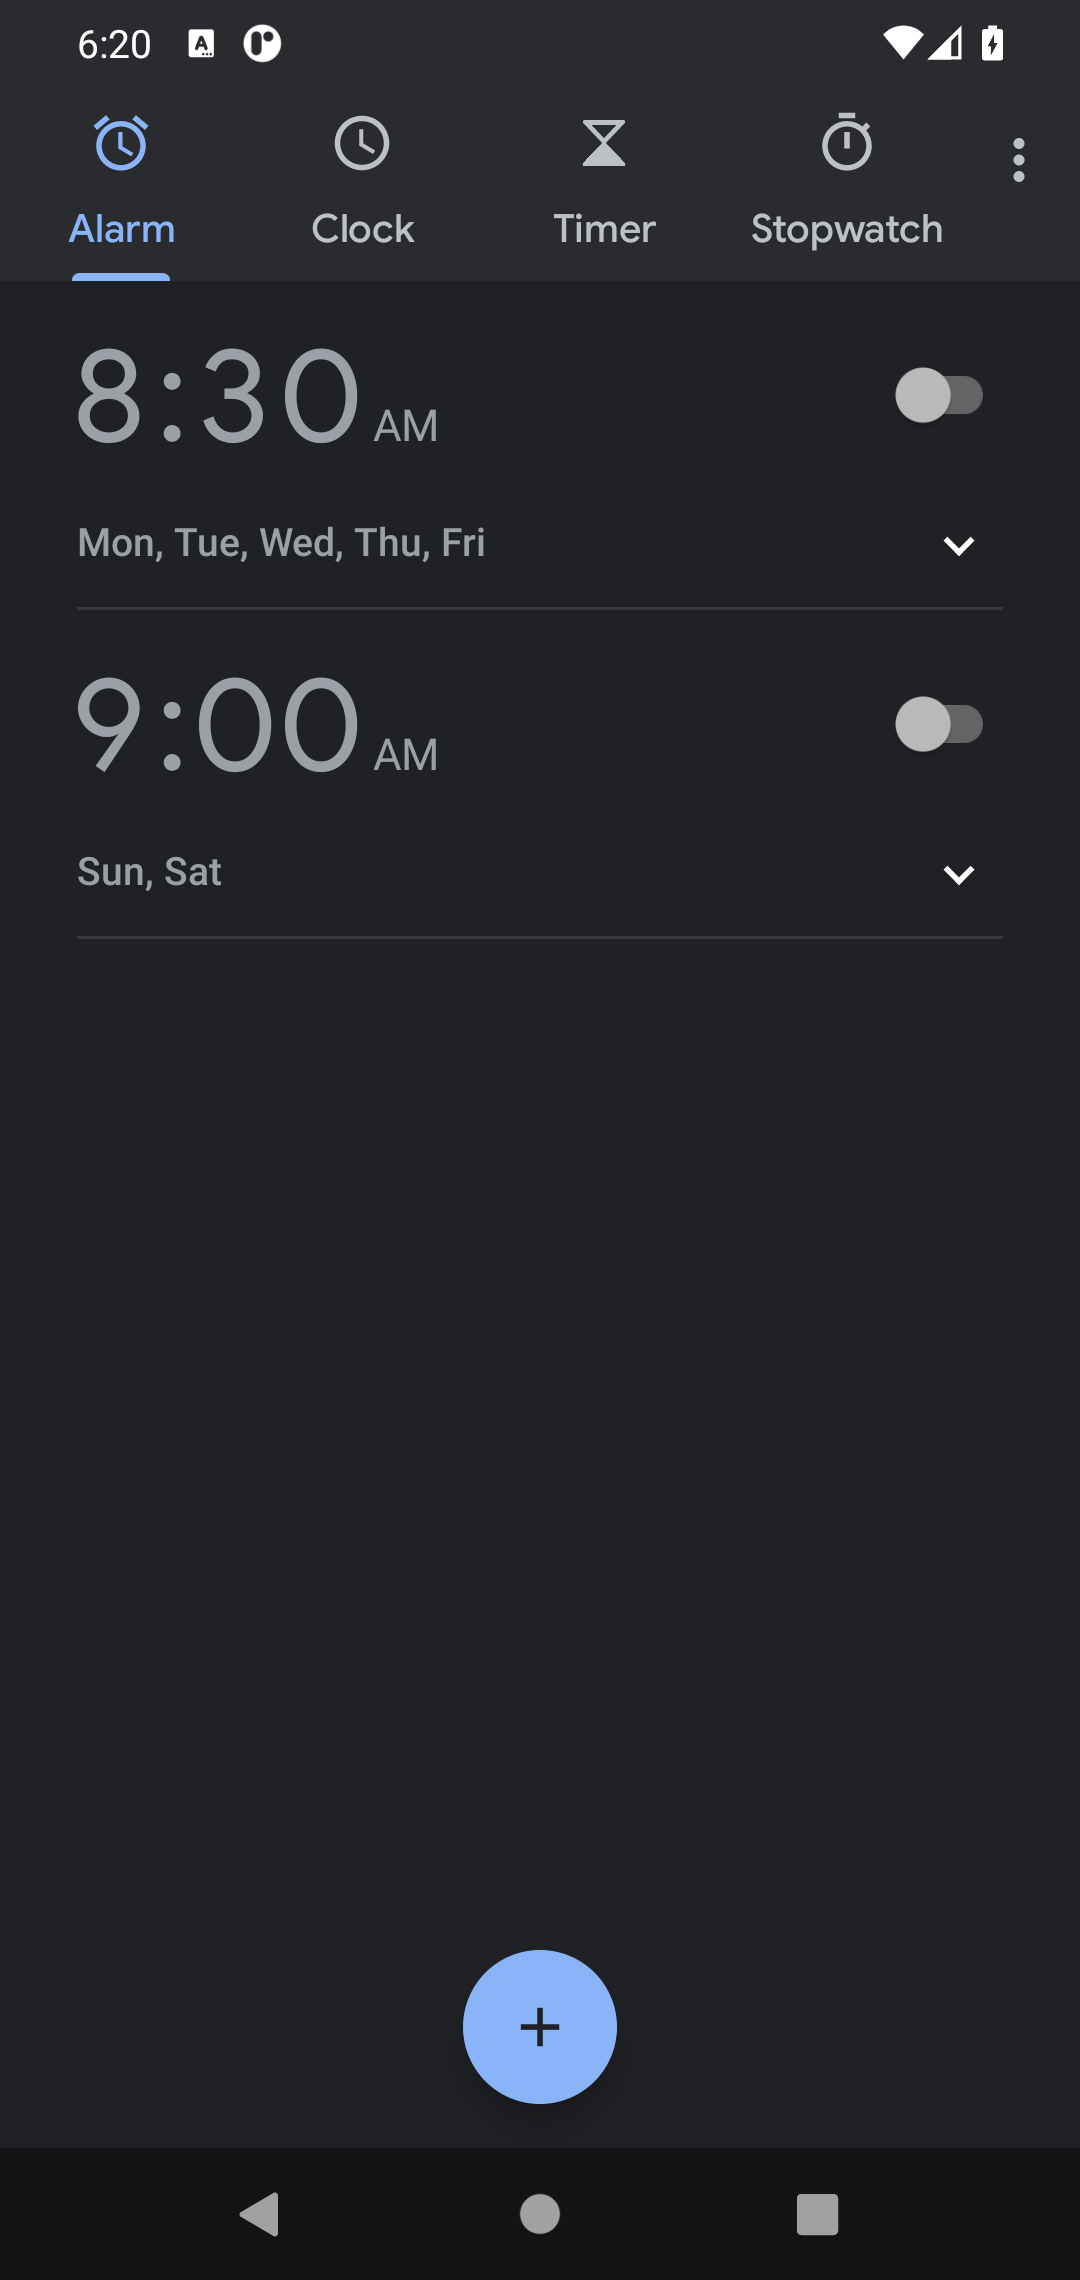 6:20
Alarm Clock Timer Stopwatch
8:30 AM
Mon, Tue, Wed, Thu, Fri
9:00 AM
Sun, Sat